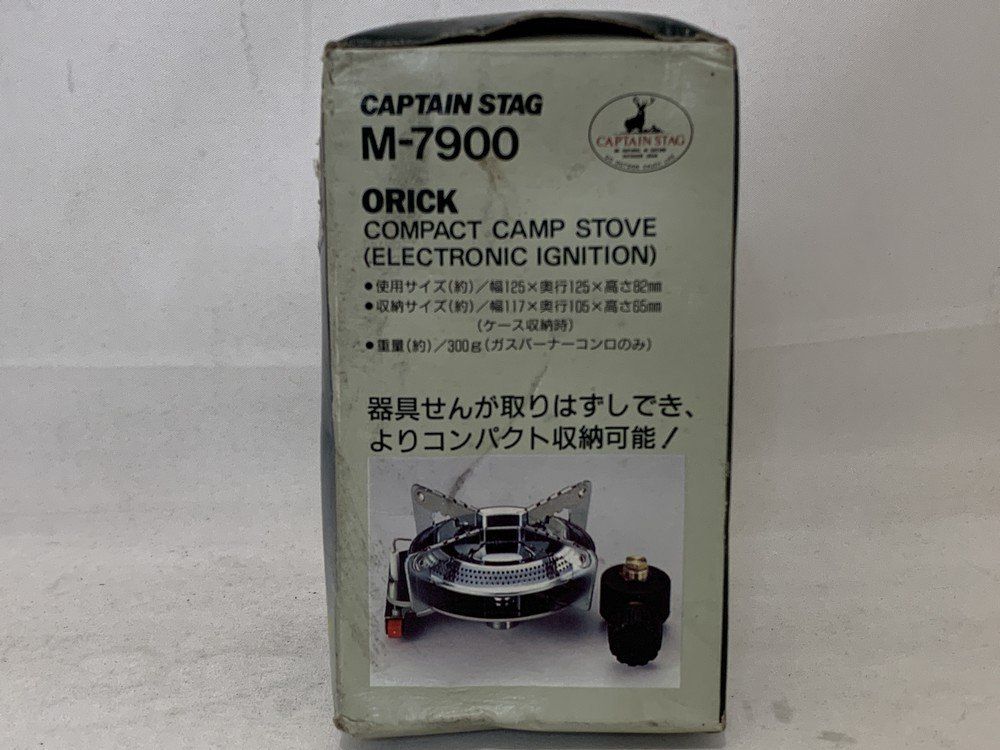 CAPTAIN STAG
M-7900
CAPTAIN STAG
ORICK
COMPACT CAMP STOVE
(ELECTRONIC IGNITION)
●使用サイズ(約)/幅125×奥行125×高さ82mm
●収納サイズ(約)/幅117×奥行105×高さ65mm
(ケース収納時)
●重量(約)/300g(ガスバーナーコンロのみ)
器具せんが取りはずしでき、
よりコンパクト収納可能!